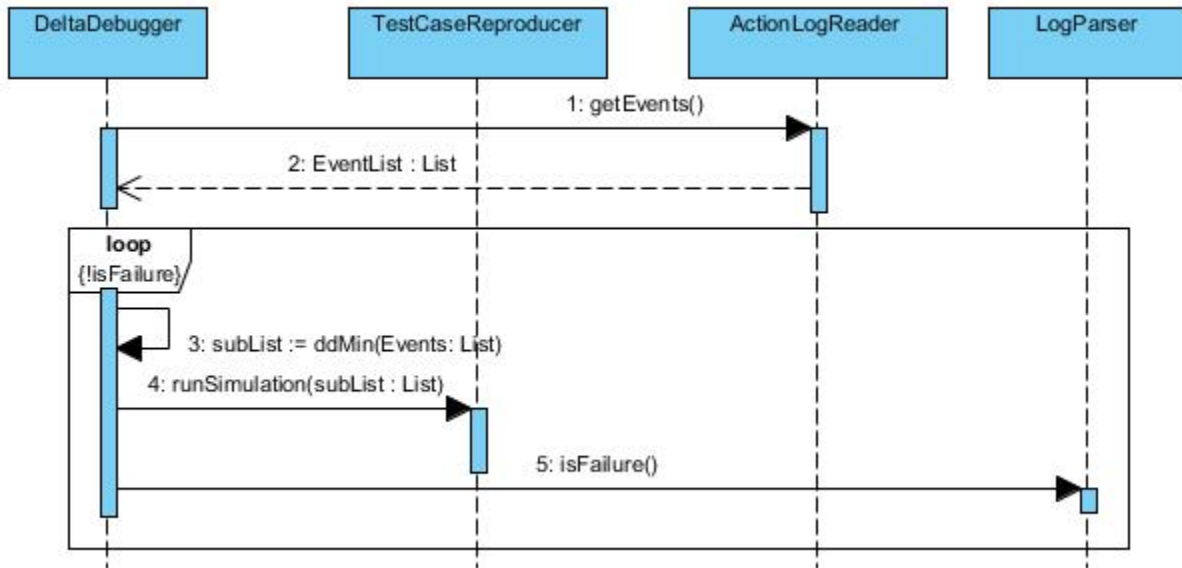 DeltaDebugger
TestCaseReproducer
ActionLogReader
LogParser
1: getEvents()
2: EventList : List
loop
{!isFailure}
3: subList := ddMin(Events: List)
4: runSimulation(subList : List)
5: isFailure()